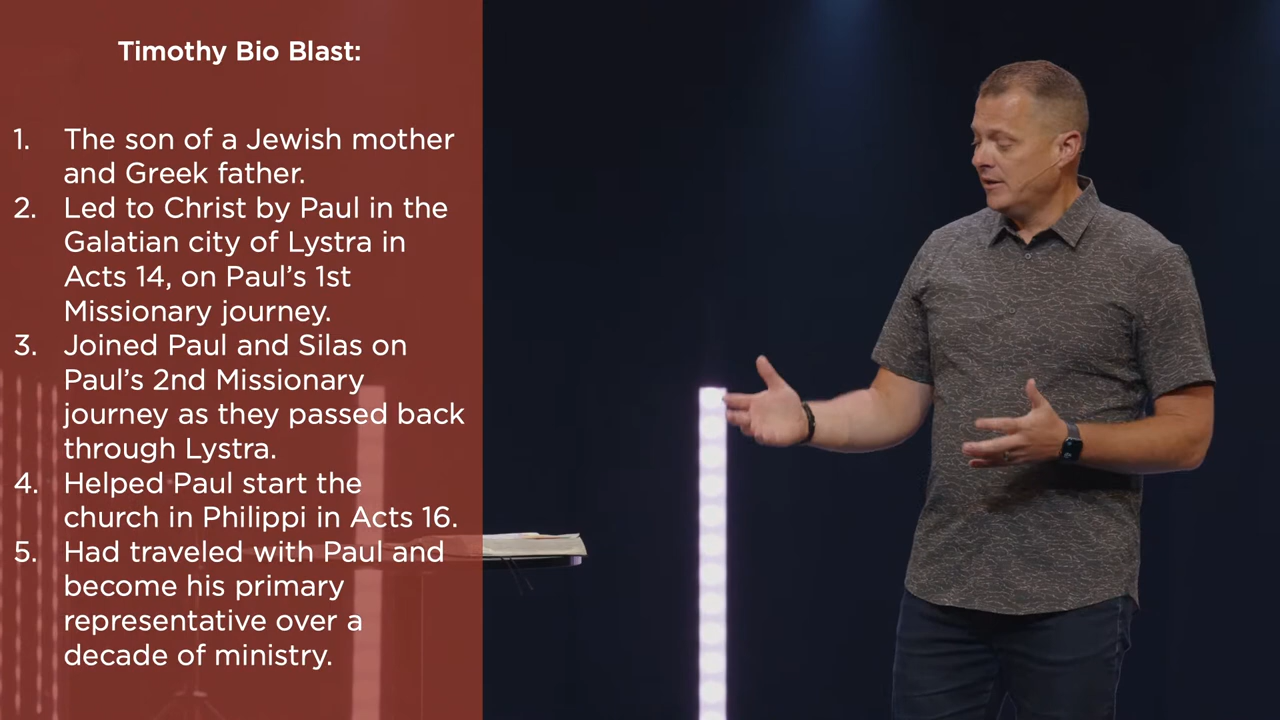 Timothy Bio Blast:
1. The son of a Jewish mother
and Greek father.
2. Led to Christ by Paul in the
Galatian city of Lystra in
Acts 14, on Paul’s 1st
Missionary journey.
3. Joined Paul and Silas on
Paul’s 2nd Missionary
journey as they passed back
through Lystra.
4. Helped Paul start the
church in Philippi in Acts 16.
5. Had traveled with Paul and
become his primary
representative over a
decade of ministry.